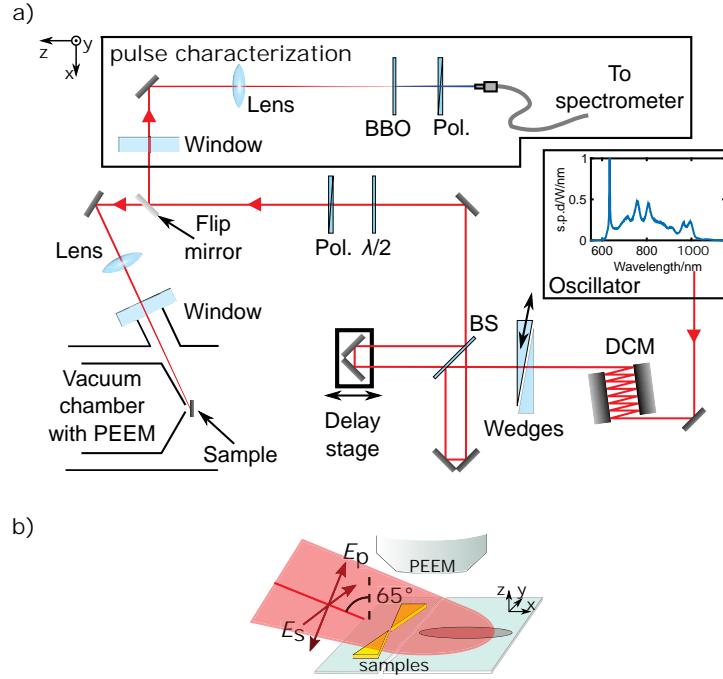 a)
y
z
x
pulse characterization
Lens
BBO
Pol.
To
spectrometer
Window
Flip
mirror
Pol. λ/2
Lens
Window
s.p.d/W/nm
1
0.5
0
600
800
1000
Wavelength/nm
Oscillator
BS
DCM
Wedges
Delay
stage
Vacuum
chamber
with PEEM
Sample
b)
PEEM
Ep
65°
Es
samples
z
y
x